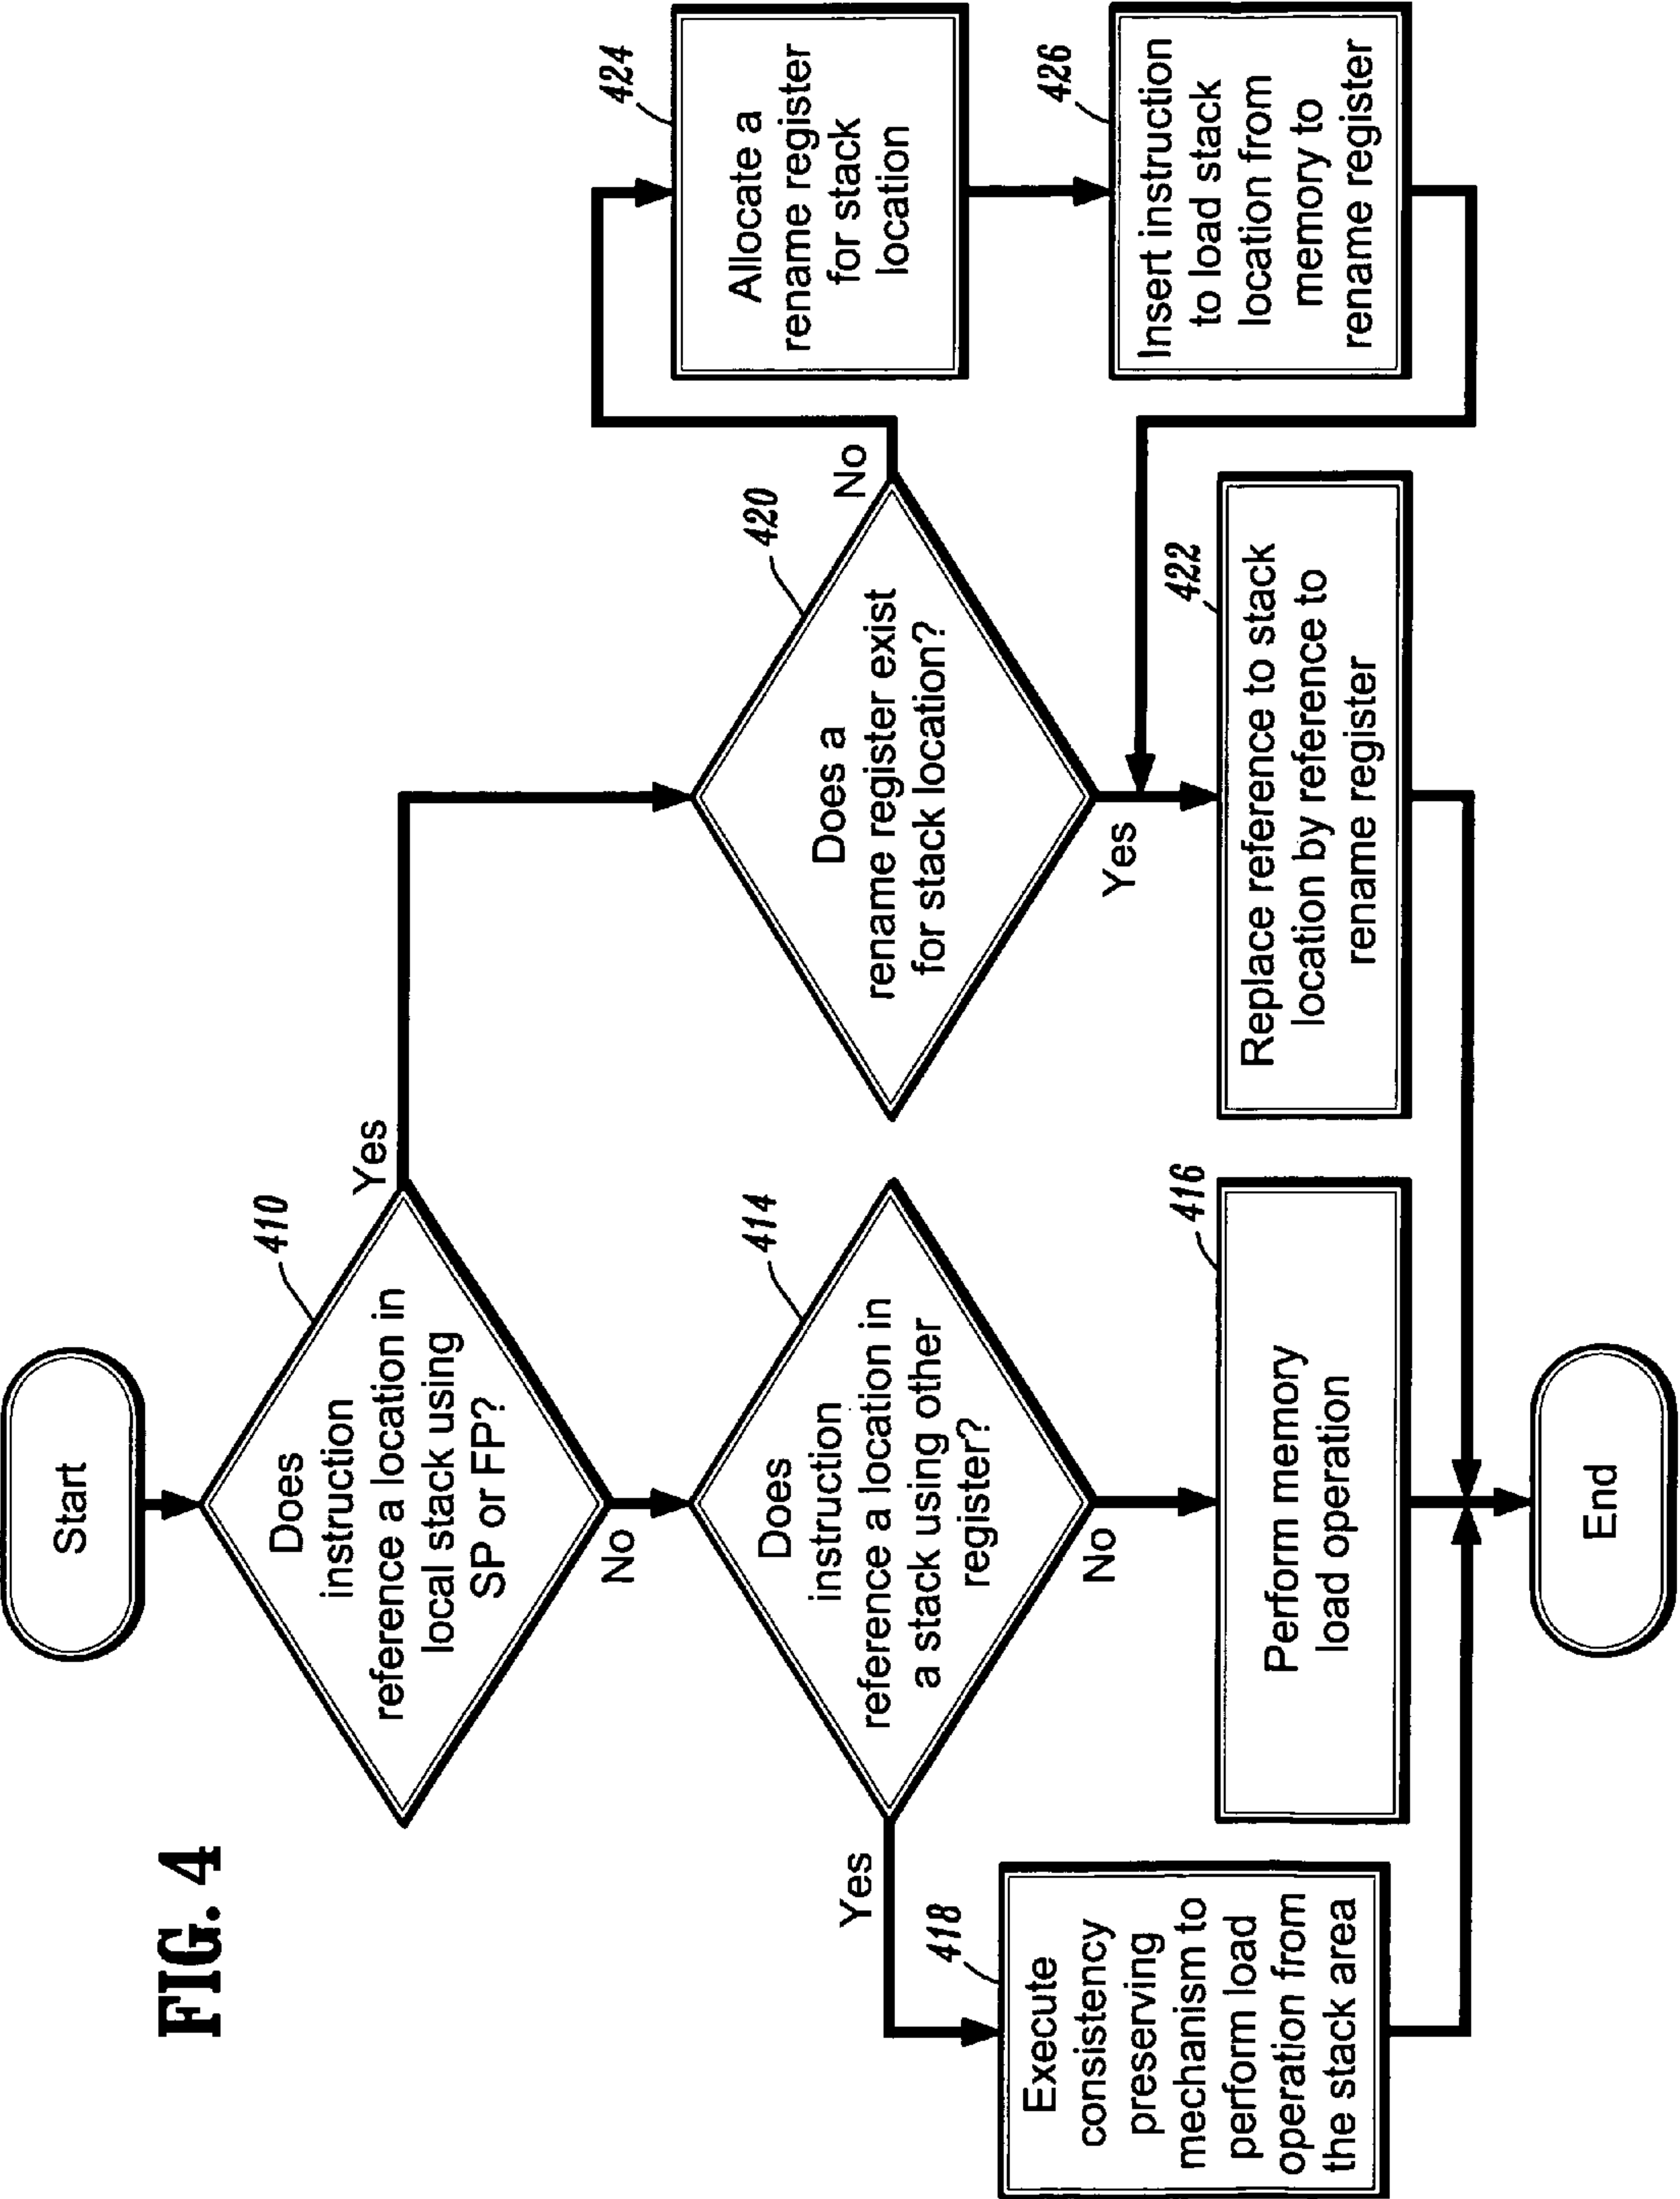 FIG. 4
Start
410
Does
instruction
reference a location in
local stack using
SP or FP?
Yes
No
414
Does
instruction
reference a location in
a stack using other
register?
Yes
No
418
Execute
consistency
preserving
mechanism to
perform load
operation from
the stack area
416
Perform memory
load operation
420
Does a
rename register exist
for stack location?
No
Yes
422
Replace reference to stack
location by reference to
rename register
424
Allocate a
rename register
for stack
location
426
Insert instruction
to load stack
location from
memory to
rename register
End